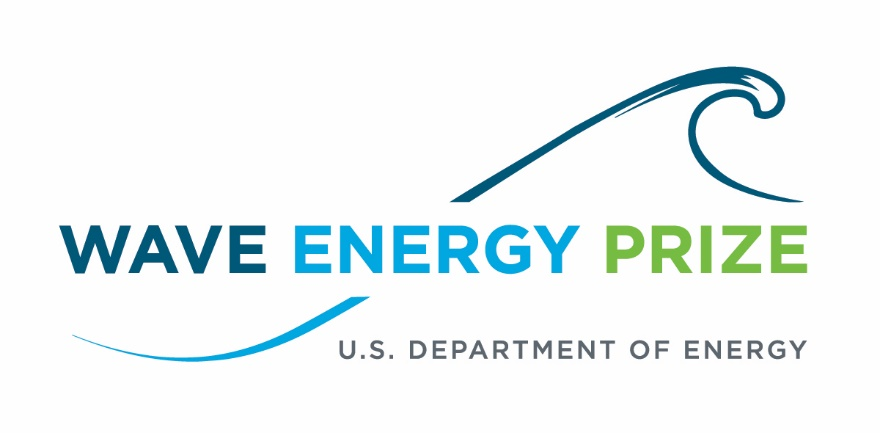 WAVE ENERGY PRIZE
U.S. DEPARTMENT OF ENERGY